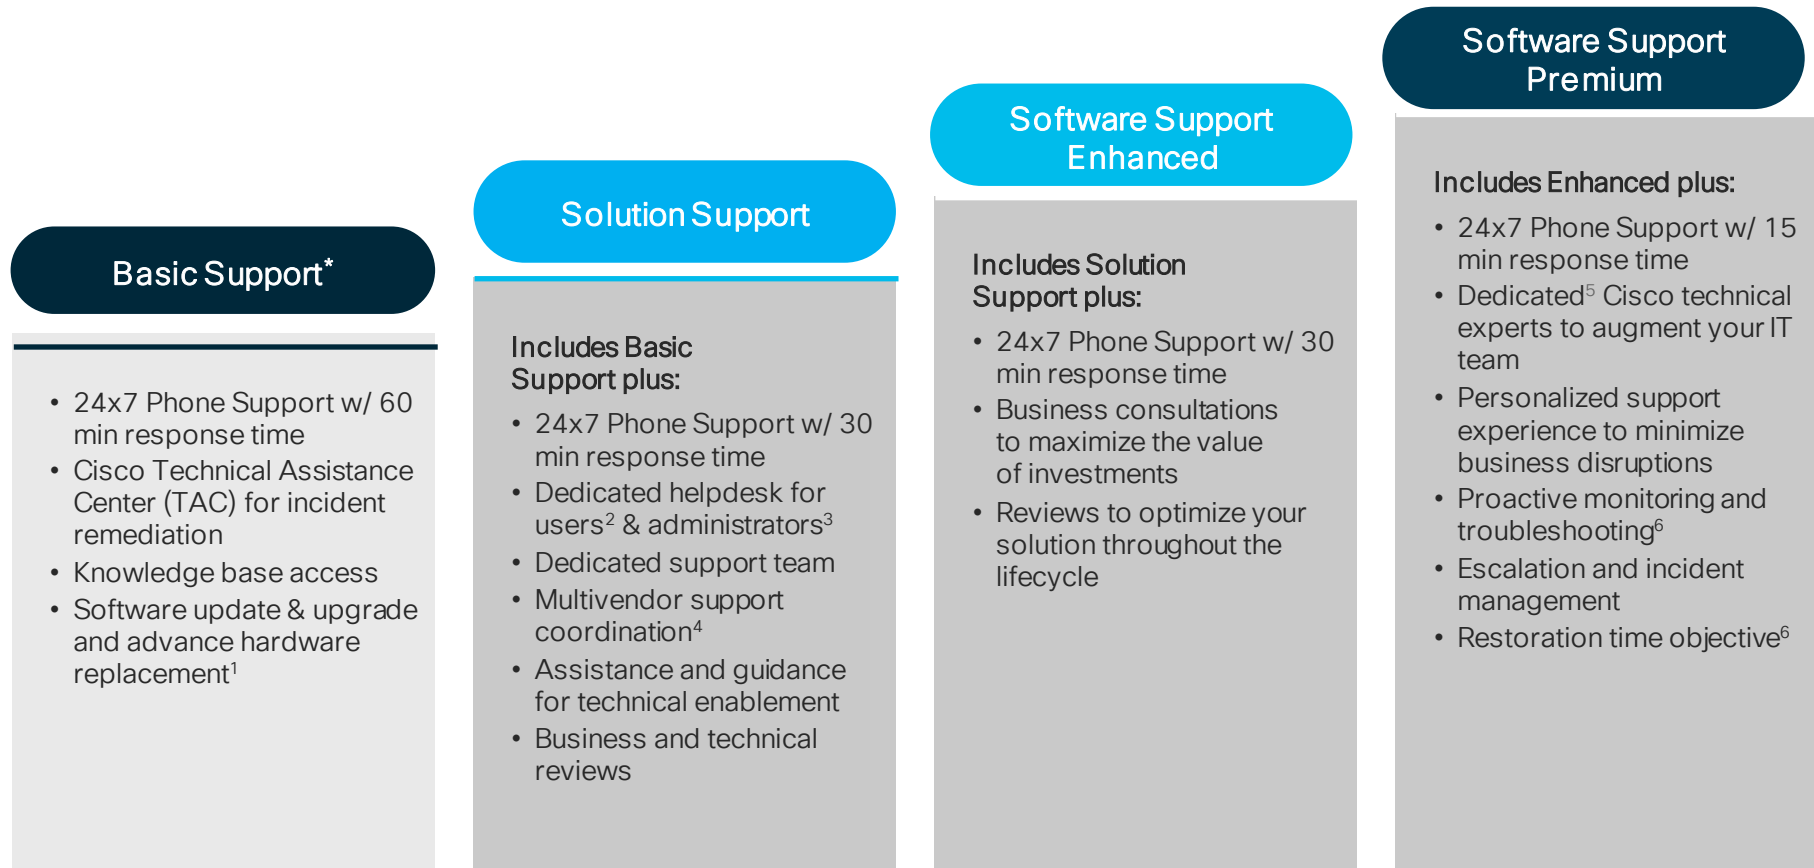 Basic Support*
• 24x7 Phone Support w/ 60
min response time
• Cisco Technical Assistance
Center (TAC) for incident
remediation
• Knowledge base access
• Software update & upgrade
and advance hardware
replacement¹
Solution Support
Includes Basic
Support plus:
• 24x7 Phone Support w/ 30
min response time
• Dedicated helpdesk for
users² & administrators³
• Dedicated support team
• Multivendor support
coordination⁴
• Assistance and guidance
for technical enablement
• Business and technical
reviews
Software Support
Enhanced
Includes Solution
Support plus:
• 24x7 Phone Support w/ 30
min response time
• Business consultations
to maximize the value
of investments
• Reviews to optimize your
solution throughout the
lifecycle
Software Support
Premium
Includes Enhanced plus:
• 24x7 Phone Support w/ 15
min response time
• Dedicated⁵ Cisco technical
experts to augment your IT
team
• Personalized support
experience to minimize
business disruptions
• Proactive monitoring and
troubleshooting⁶
• Escalation and incident
management
• Restoration time objective⁶